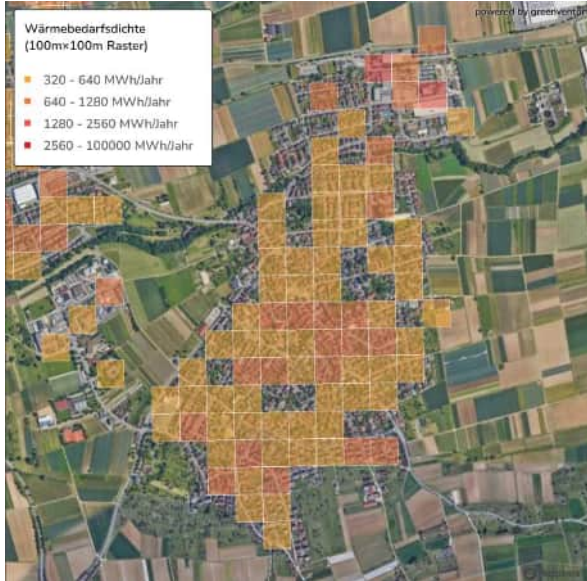 powered by greenventory
Wärmebedarfsdichte
(100m×100m Raster)
320 - 640 MWh/Jahr
640 - 1280 MWh/Jahr
1280 - 2560 MWh/Jahr
2560 - 100000 MWh/Jahr